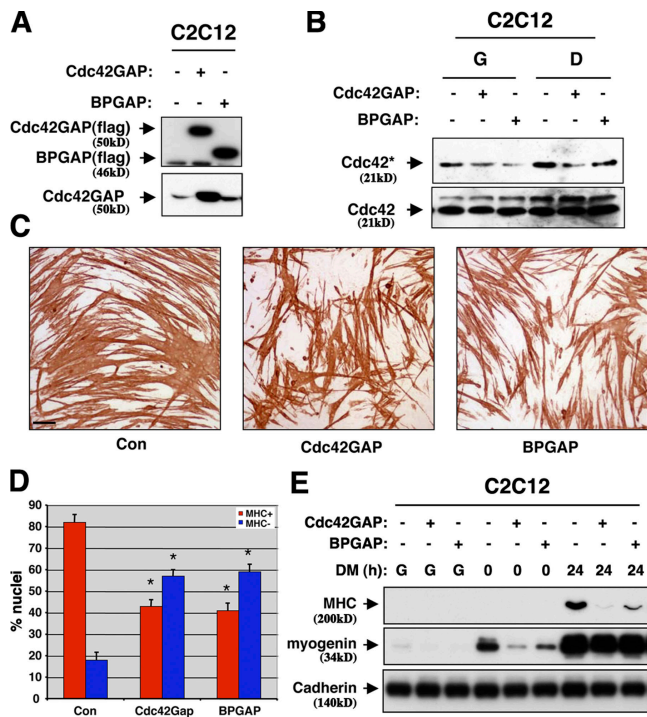 A
C2C12
Cdc42GAP: - + -
BPGAP: - - +
Cdc42GAP(flag)
(50kD)
BPGAP(flag)
(46kD)
Cdc42GAP
(50kD)
B
C2C12
G D
Cdc42GAP: - + - - + -
BPGAP: - - + - - +
Cdc42*
(21kD)
Cdc42
(21kD)
C
Con Cdc42GAP BPGAP
D
MHC+
MHC-
% nuclei
90
80
70
60
50
40
30
20
10
0
* * * *
Con Cdc42Gap BPGAP
E
C2C12
Cdc42GAP: - + - - + - - + -
BPGAP: - - + - - + - - +
DM (h): G G G 0 0 0 24 24 24
MHC
(200kD)
myogenin
(34kD)
Cadherin
(140kD)